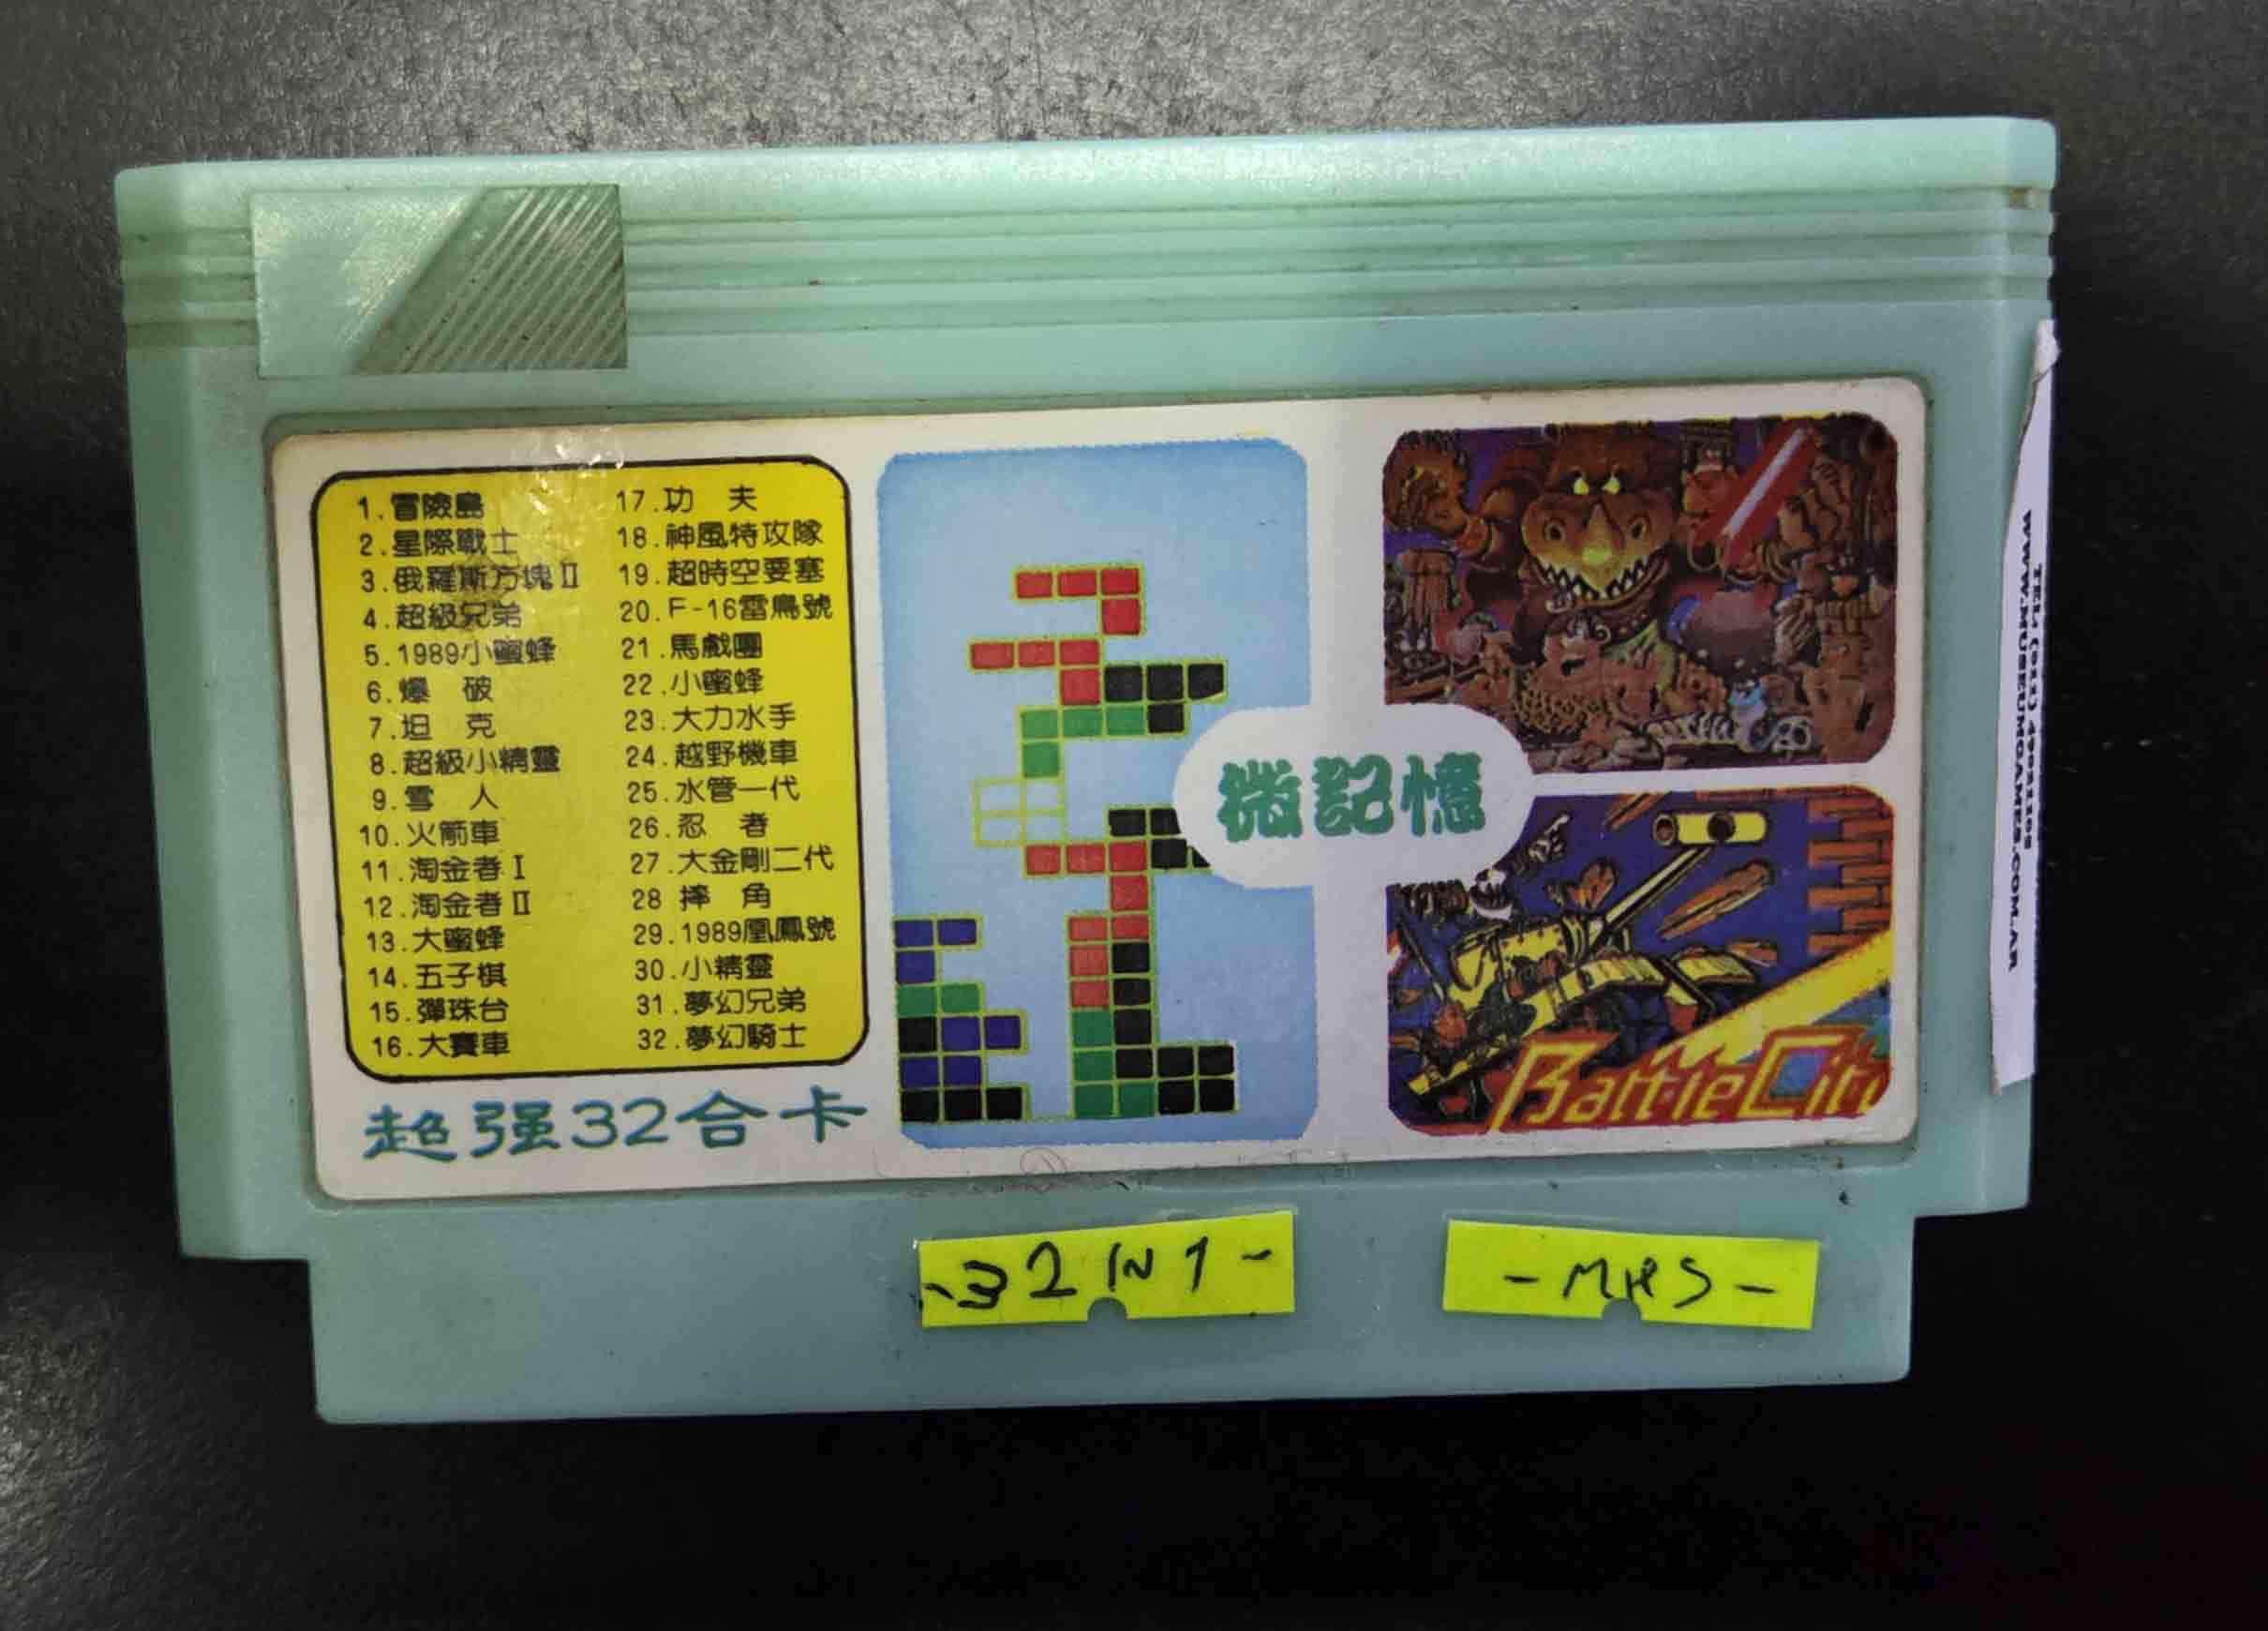 1.冒險島
2.星際戰士
3.俄羅斯方塊Ⅱ
4.超級兄弟
5.1989小蜜蜂
6.爆 破
7.坦 克
8.超級小精靈
9.雪 人
10.火箭車
11.淘金者Ⅰ
12.淘金者Ⅱ
13.大蜜蜂
14.五子棋
15.彈珠台
16.大賽車
17.功 夫
18.神風特攻隊
19.超時空要塞
20.F-16雷鳥號
21.馬戲團
22.小蜜蜂
23.大力水手
24.越野機車
25.水管一代
26.忍 者
27.大金剛二代
28 摔 角
29.1989凰鳳號
30.小精靈
31.夢幻兄弟
32.夢幻騎士
超强32合卡
微記憶
Battle City
-32 IN 1-
-MHS-
WWW.MUSEUMGAMES.COM.AR